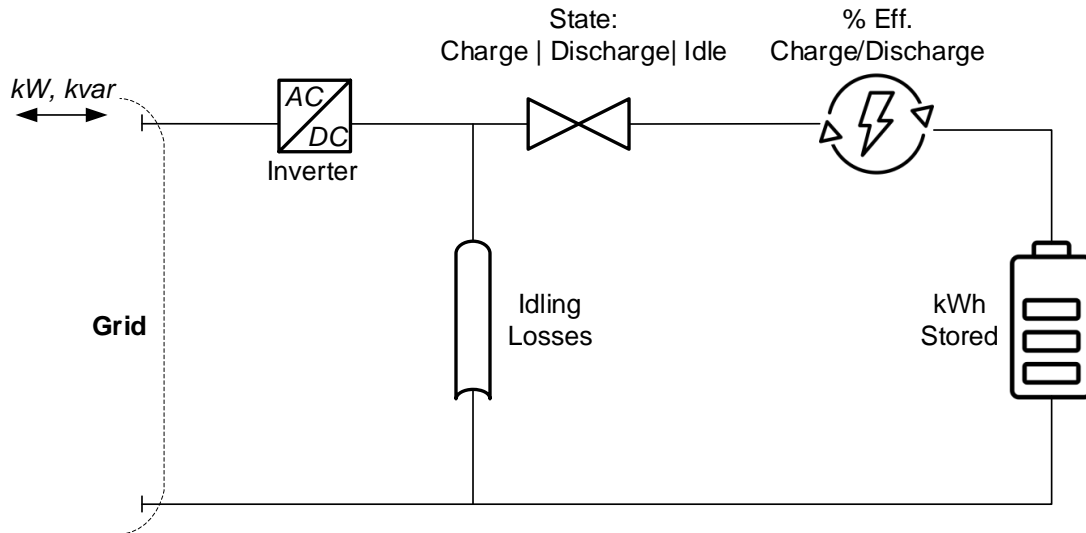 State:
Charge | Discharge| Idle
% Eff.
Charge/Discharge
kW, kvar
AC
DC
Inverter
Idling
Losses
kWh
Stored
Grid